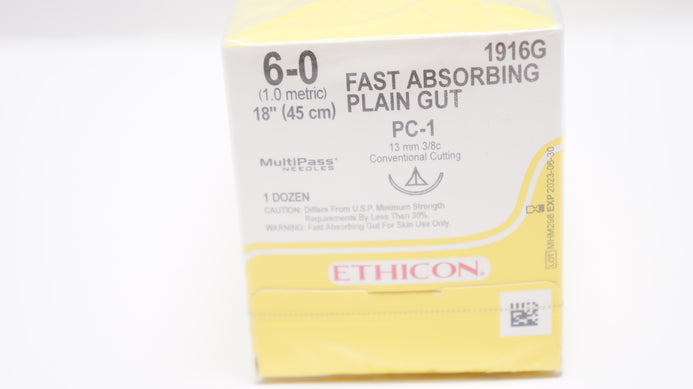 6-0
(1.0 metric)
18" (45 cm)
1916G
FAST ABSORBING
PLAIN GUT
PC-1
13 mm 3/8c
Conventional Cutting
MultiPass®
NEEDLES
1 DOZEN
CAUTION: Differs From U.S.P. Minimum Strength
Requirements By Less Than 30%.
WARNING: Fast Absorbing Gut For Skin Use Only.
LOT MHM298 EXP 2023-06-30
ETHICON®